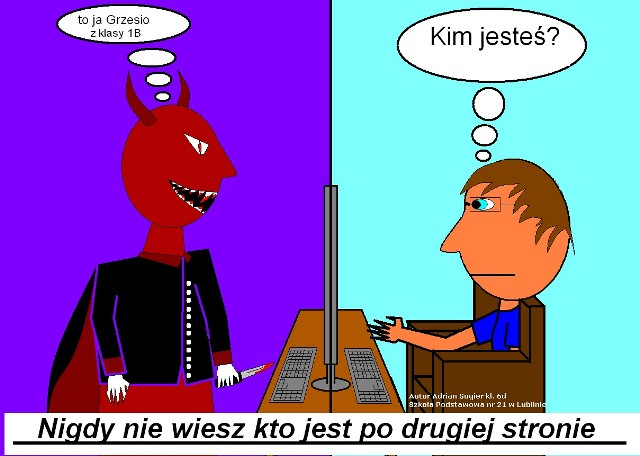 to ja Grzesio
z klasy 1B
Kim jesteś?
Autor Adrian Sugier kl. 6d
Szkoła Podstawowa nr 21 w Lublinie
Nigdy nie wiesz kto jest po drugiej stronie